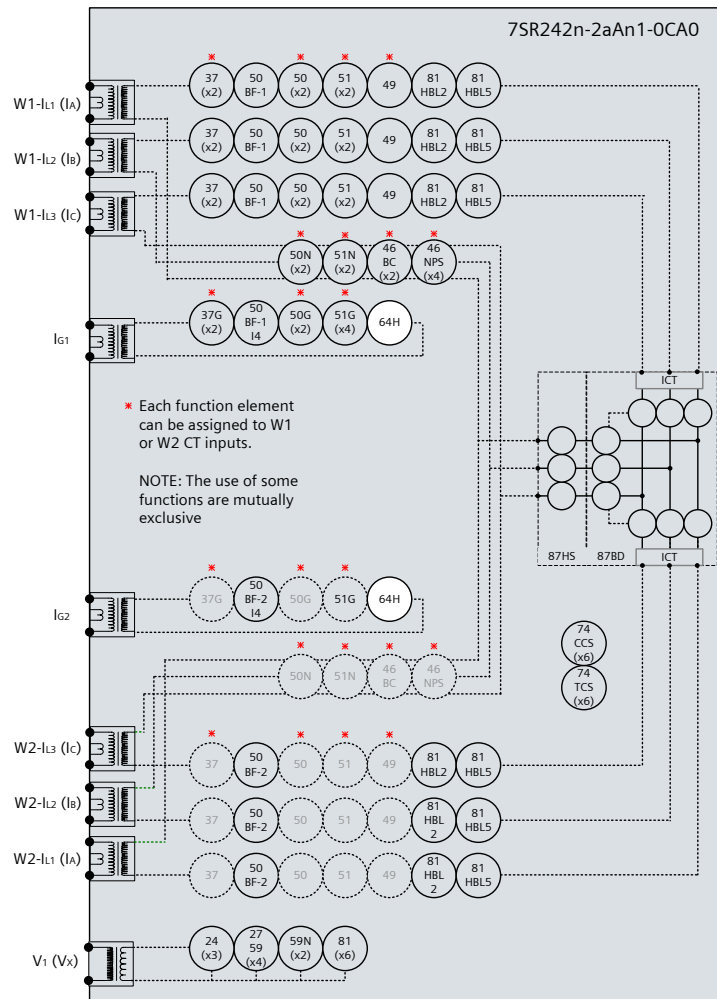 7SR242n-2aAn1-0CA0
* * * *
W1-IL1 (IA)
37 (x2) 50 BF-1 50 (x2) 51 (x2) 49 81 HBL2 81 HBL5
W1-IL2 (IB)
37 (x2) 50 BF-1 50 (x2) 51 (x2) 49 81 HBL2 81 HBL5
W1-IL3 (IC)
37 (x2) 50 BF-1 50 (x2) 51 (x2) 49 81 HBL2 81 HBL5
* * * *
50N (x2) 51N (x2) 46 BC (x2) 46 NPS (x4)
* * *
IG1
37G (x2) 50 BF-1 I4 50G (x2) 51G (x4) 64H
* Each function element
can be assigned to W1
or W2 CT inputs.
NOTE: The use of some
functions are mutually
exclusive
ICT
87HS 87BD ICT
* * *
IG2
37G 50 BF-2 I4 50G 51G 64H
74 CCS (x6)
74 TCS (x6)
* * * *
50N 51N 46 BC 46 NPS
* * * *
W2-IL3 (IC)
37 50 BF-2 50 51 49 81 HBL2 81 HBL5
W2-IL2 (IB)
37 50 BF-2 50 51 49 81 HBL 2 81 HBL5
W2-IL1 (IA)
37 50 BF-2 50 51 49 81 HBL 2 81 HBL5
V1 (VX)
24 (x3) 27 59 (x4) 59N (x2) 81 (x6)